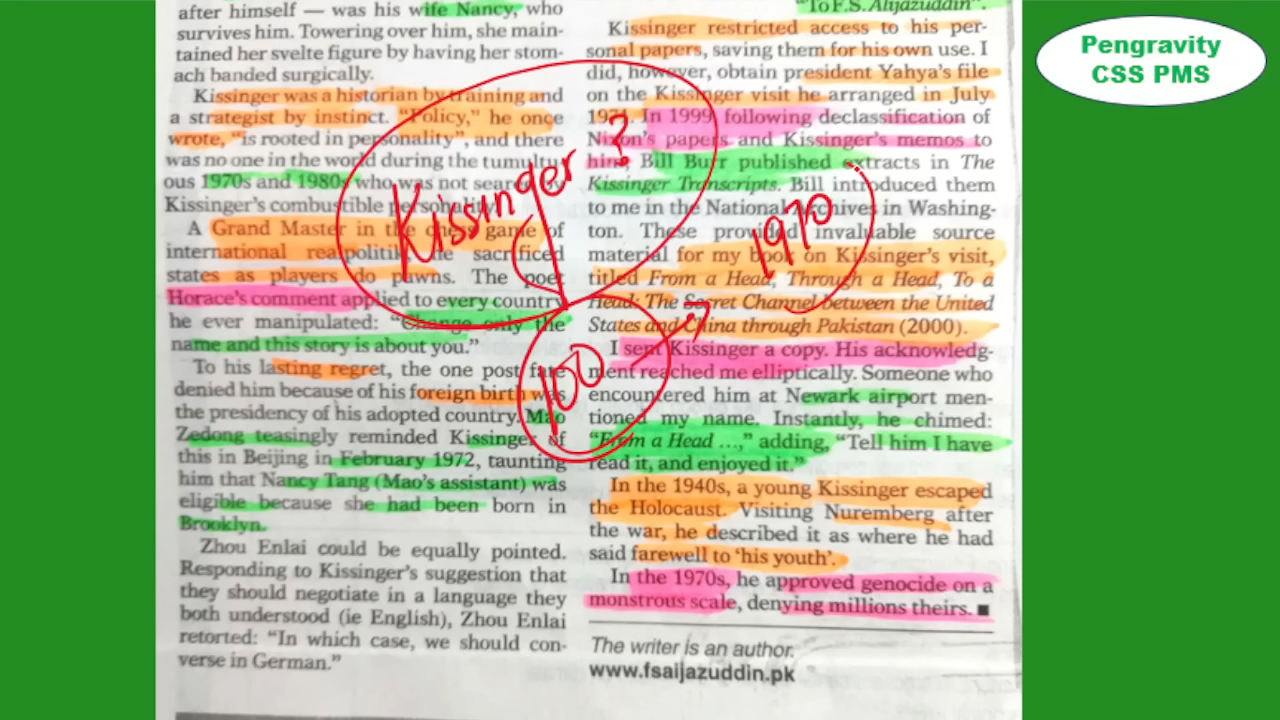 after himself — was his wife Nancy, who
survives him. Towering over him, she main-
tained her svelte figure by having her stom-
ach banded surgically.
Kissinger was a historian by training and
a strategist by instinct. “Policy,” he once
wrote, “is rooted in personality”, and there
was no one in the world during the tumultu-
ous 1970s and 1980s who was not seared by
Kissinger’s combustible personality.
A Grand Master in the chess game of
international realpolitik, he sacrificed
states as players do pawns. The poet
Horace’s comment applied to every country
he ever manipulated: “Change only the
name and this story is about you.”
To his lasting regret, the one post fate
denied him because of his foreign birth was
the presidency of his adopted country. Mao
Zedong teasingly reminded Kissinger of
this in Beijing in February 1972, taunting
him that Nancy Tang (Mao’s assistant) was
eligible because she had been born in
Brooklyn.
Zhou Enlai could be equally pointed.
Responding to Kissinger’s suggestion that
they should negotiate in a language they
both understood (ie English), Zhou Enlai
retorted: “In which case, we should con-
verse in German.”
“To F.S. Aijazuddin”.
Kissinger restricted access to his per-
sonal papers, saving them for his own use. I
did, however, obtain president Yahya’s file
on the Kissinger visit he arranged in July
1971. In 1999, following declassification of
Nixon’s papers and Kissinger’s memos to
him, Bill Burr published extracts in The
Kissinger Transcripts. Bill introduced them
to me in the National Archives in Washing-
ton. These provided invaluable source
material for my book on Kissinger’s visit,
titled From a Head, Through a Head, To a
Head: The Secret Channel between the United
States and China through Pakistan (2000).
I sent Kissinger a copy. His acknowledg-
ment reached me elliptically. Someone who
encountered him at Newark airport men-
tioned my name. Instantly, he chimed:
“From a Head …,” adding, “Tell him I have
read it, and enjoyed it.”
In the 1940s, a young Kissinger escaped
the Holocaust. Visiting Nuremberg after
the war, he described it as where he had
said farewell to ‘his youth’.
In the 1970s, he approved genocide on a
monstrous scale, denying millions theirs. ■
The writer is an author.
www.fsaijazuddin.pk
Kissinger?
100
1970
Pengravity
CSS PMS